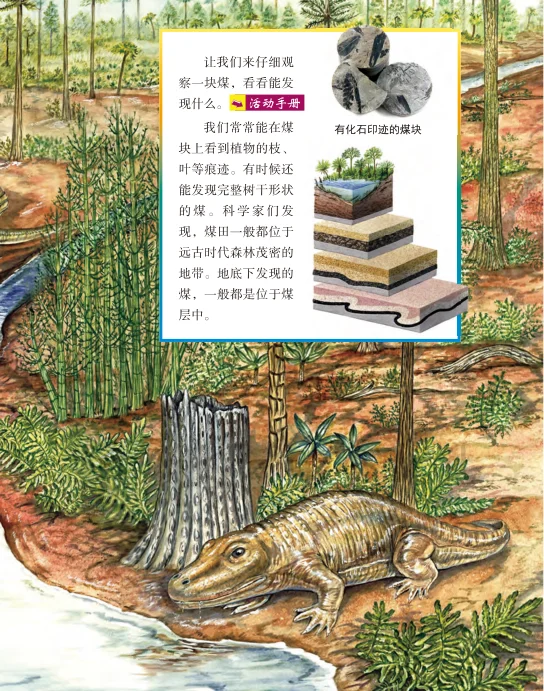 让我们来仔细观
察一块煤，看看能发
现什么。 活动手册
我们常常能在煤
块上看到植物的枝、
叶等痕迹。有时候还
能发现完整树干形状
的煤。科学家们发
现，煤田一般都位于
远古时代森林茂密的
地带。地底下发现的
煤，一般都是位于煤
层中。
有化石印迹的煤块